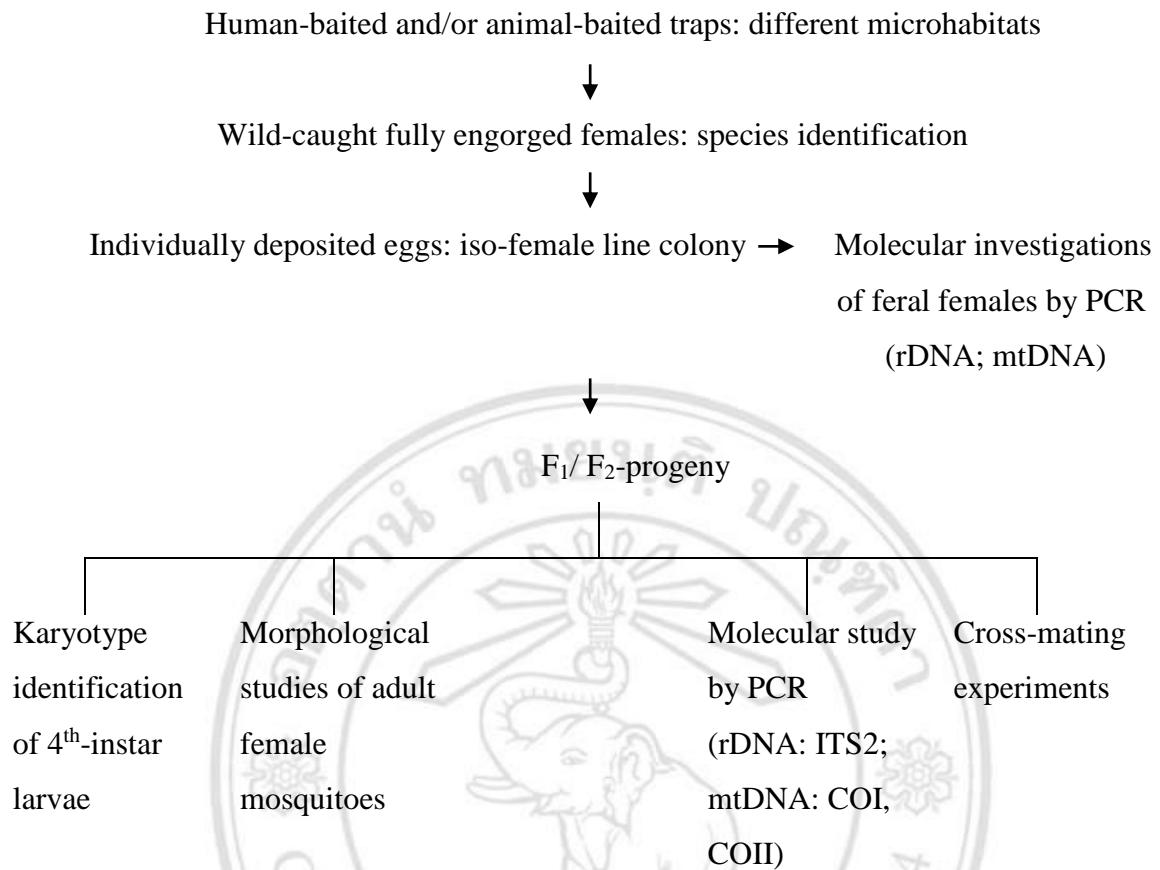 Human-baited and/or animal-baited traps: different microhabitats
Wild-caught fully engorged females: species identification
Individually deposited eggs: iso-female line colony
Molecular investigations
of feral females by PCR
(rDNA; mtDNA)
F₁/ F₂-progeny
Karyotype
identification
of 4ᵗʰ-instar
larvae
Morphological
studies of adult
female
mosquitoes
Molecular study
by PCR
(rDNA: ITS2;
mtDNA: COI,
COII)
Cross-mating
experiments